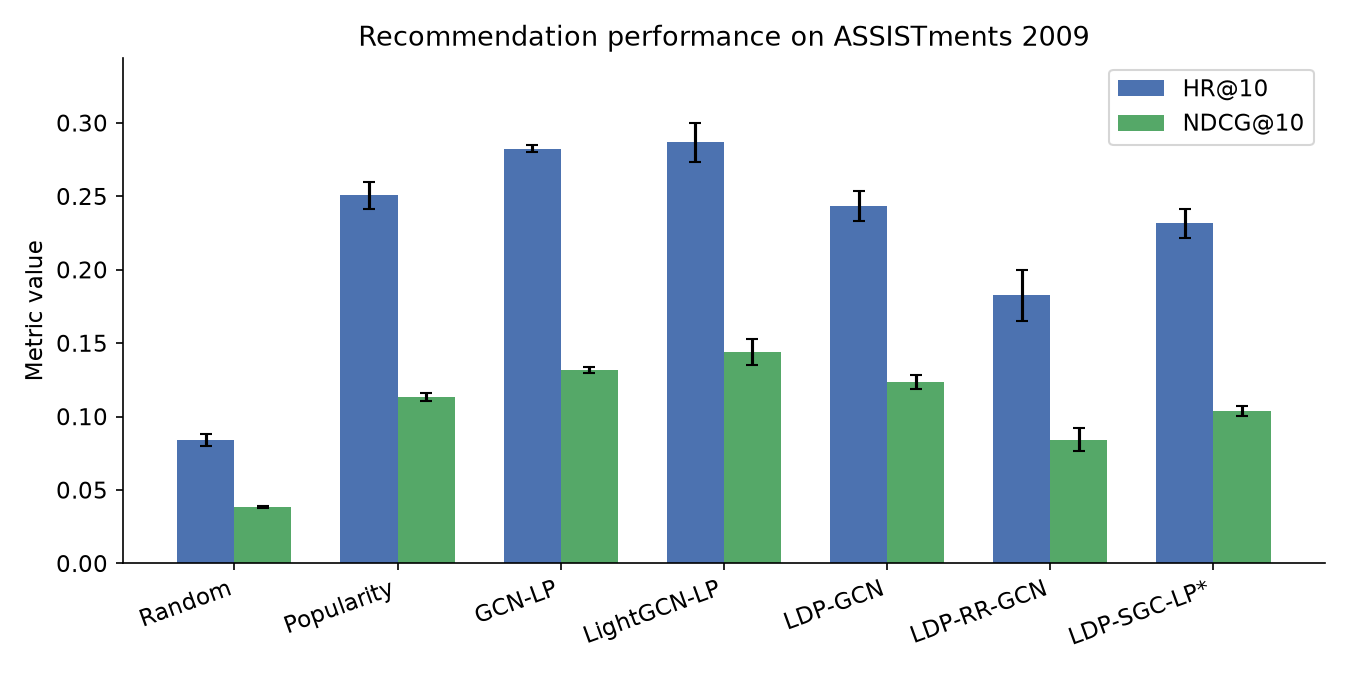 Recommendation performance on ASSISTments 2009
HR@10
NDCG@10
Metric value
0.30
0.25
0.20
0.15
0.10
0.05
0.00
Random
Popularity
GCN-LP
LightGCN-LP
LDP-GCN
LDP-RR-GCN
LDP-SGC-LP*